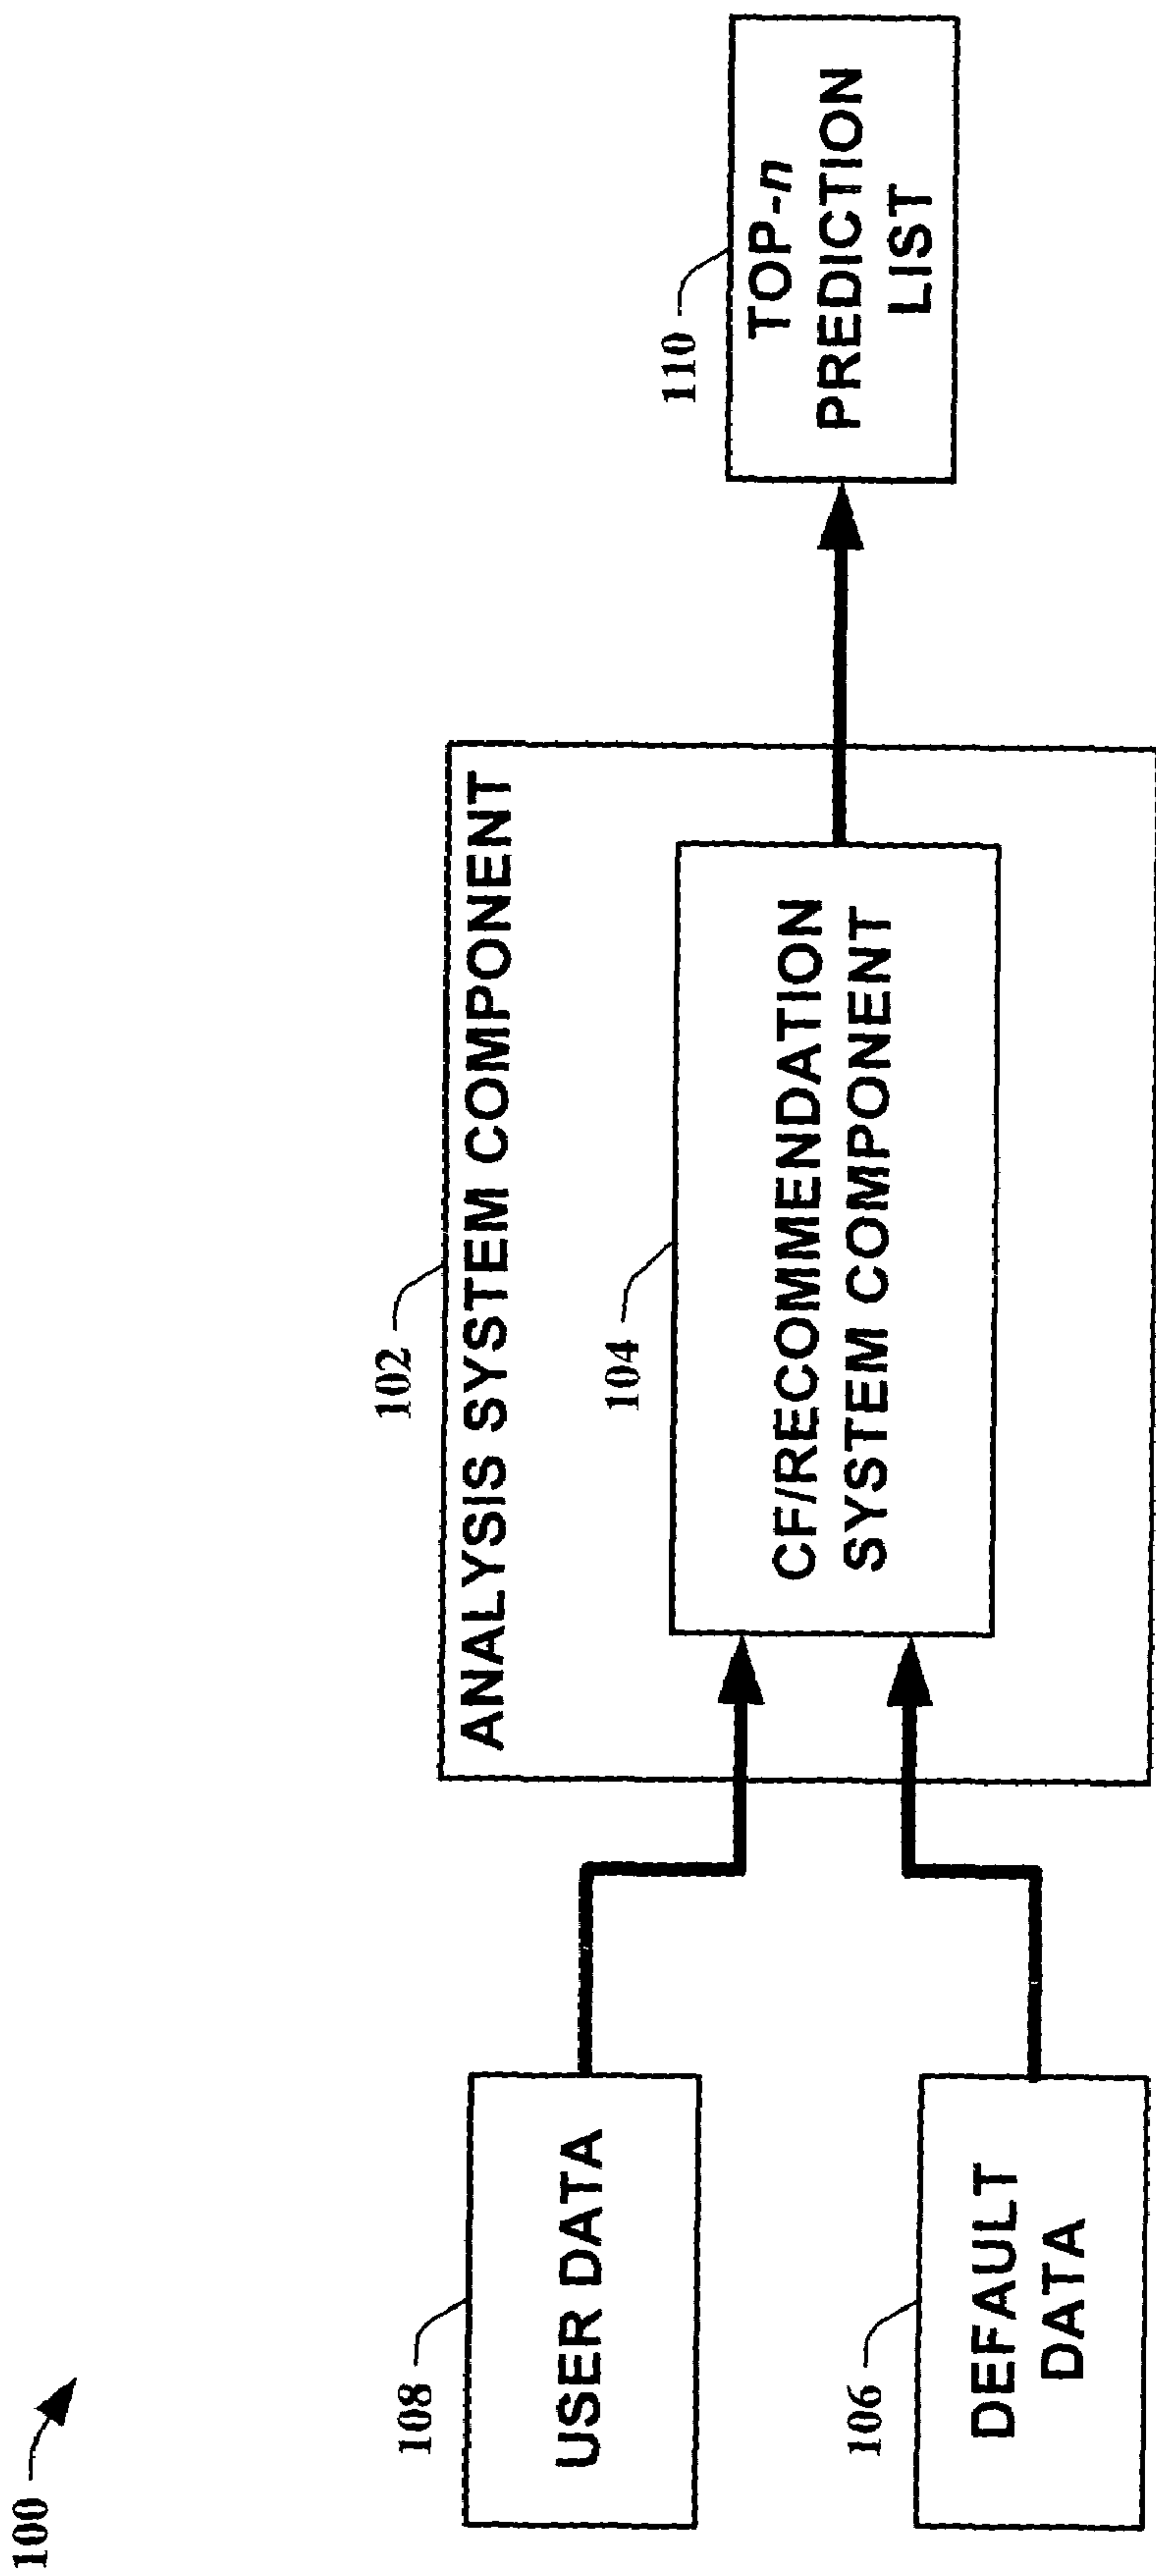 100
108
USER DATA
106
DEFAULT
DATA
102
ANALYSIS SYSTEM COMPONENT
104
CF/RECOMMENDATION
SYSTEM COMPONENT
110
TOP-n
PREDICTION
LIST